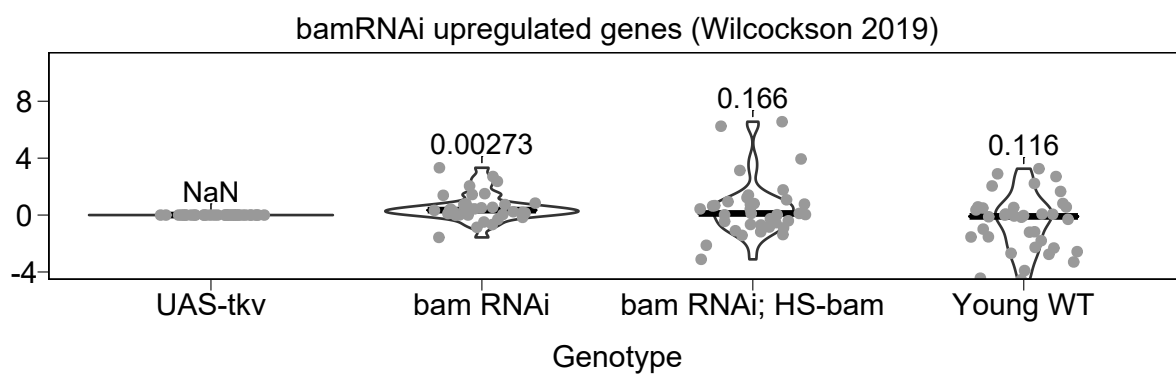 bamRNAi upregulated genes (Wilcockson 2019)
8
4
0
-4
NaN
0.00273
0.166
0.116
UAS-tkv
bam RNAi
bam RNAi; HS-bam
Young WT
Genotype